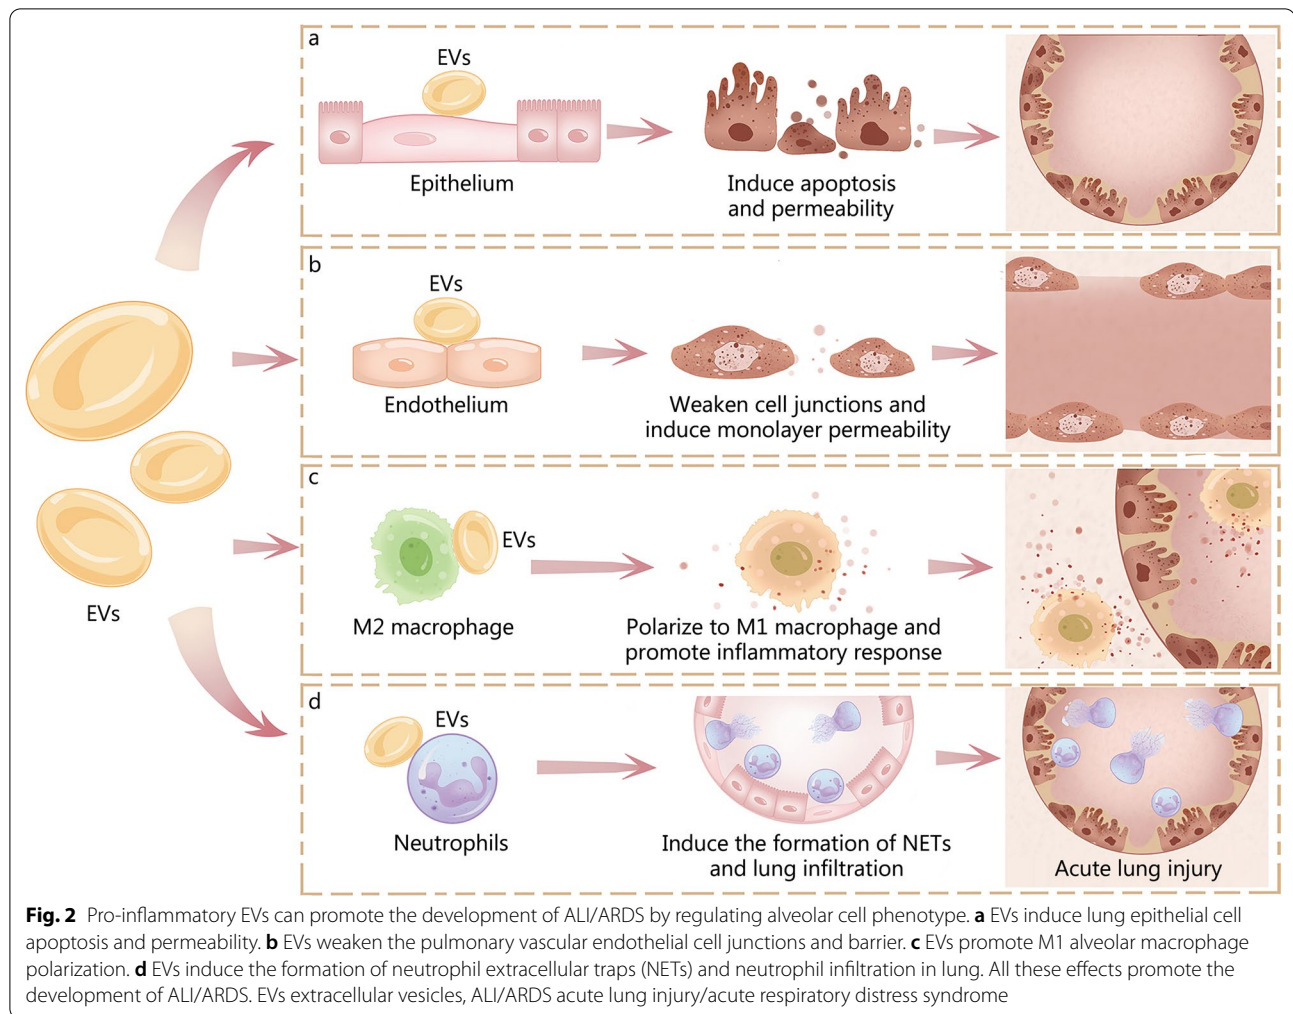 a
EVs
Epithelium
Induce apoptosis
and permeability
b
EVs
Endothelium
Weaken cell junctions and
induce monolayer permeability
c
EVs
M2 macrophage
Polarize to M1 macrophage and
promote inflammatory response
EVs
d
EVs
Neutrophils
Induce the formation of NETs
and lung infiltration
Acute lung injury
Fig. 2 Pro-inflammatory EVs can promote the development of ALI/ARDS by regulating alveolar cell phenotype. a EVs induce lung epithelial cell
apoptosis and permeability. b EVs weaken the pulmonary vascular endothelial cell junctions and barrier. c EVs promote M1 alveolar macrophage
polarization. d EVs induce the formation of neutrophil extracellular traps (NETs) and neutrophil infiltration in lung. All these effects promote the
development of ALI/ARDS. EVs extracellular vesicles, ALI/ARDS acute lung injury/acute respiratory distress syndrome